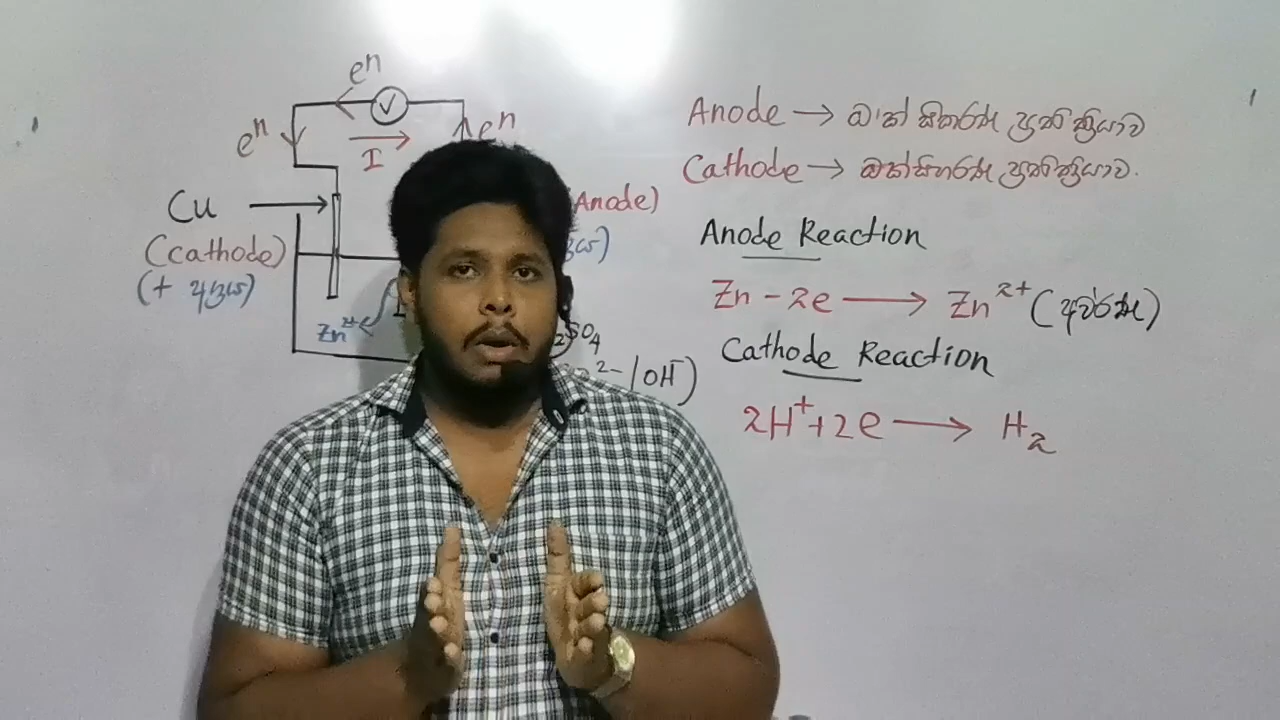 eⁿ
eⁿ
eⁿ
V
I
Cu
(cathode)
(+ අග්‍රය)
Anode)
Zn²⁺
SO₄
²⁻/OH⁻)
Anode → ඔක්සිකරණ ප්‍රතික්‍රියාව
Cathode → ඔක්සිහරණ ප්‍රතික්‍රියාව.
Anode Reaction
Zn - 2e → Zn²⁺
Cathode Reaction
2H⁺+2e → H₂